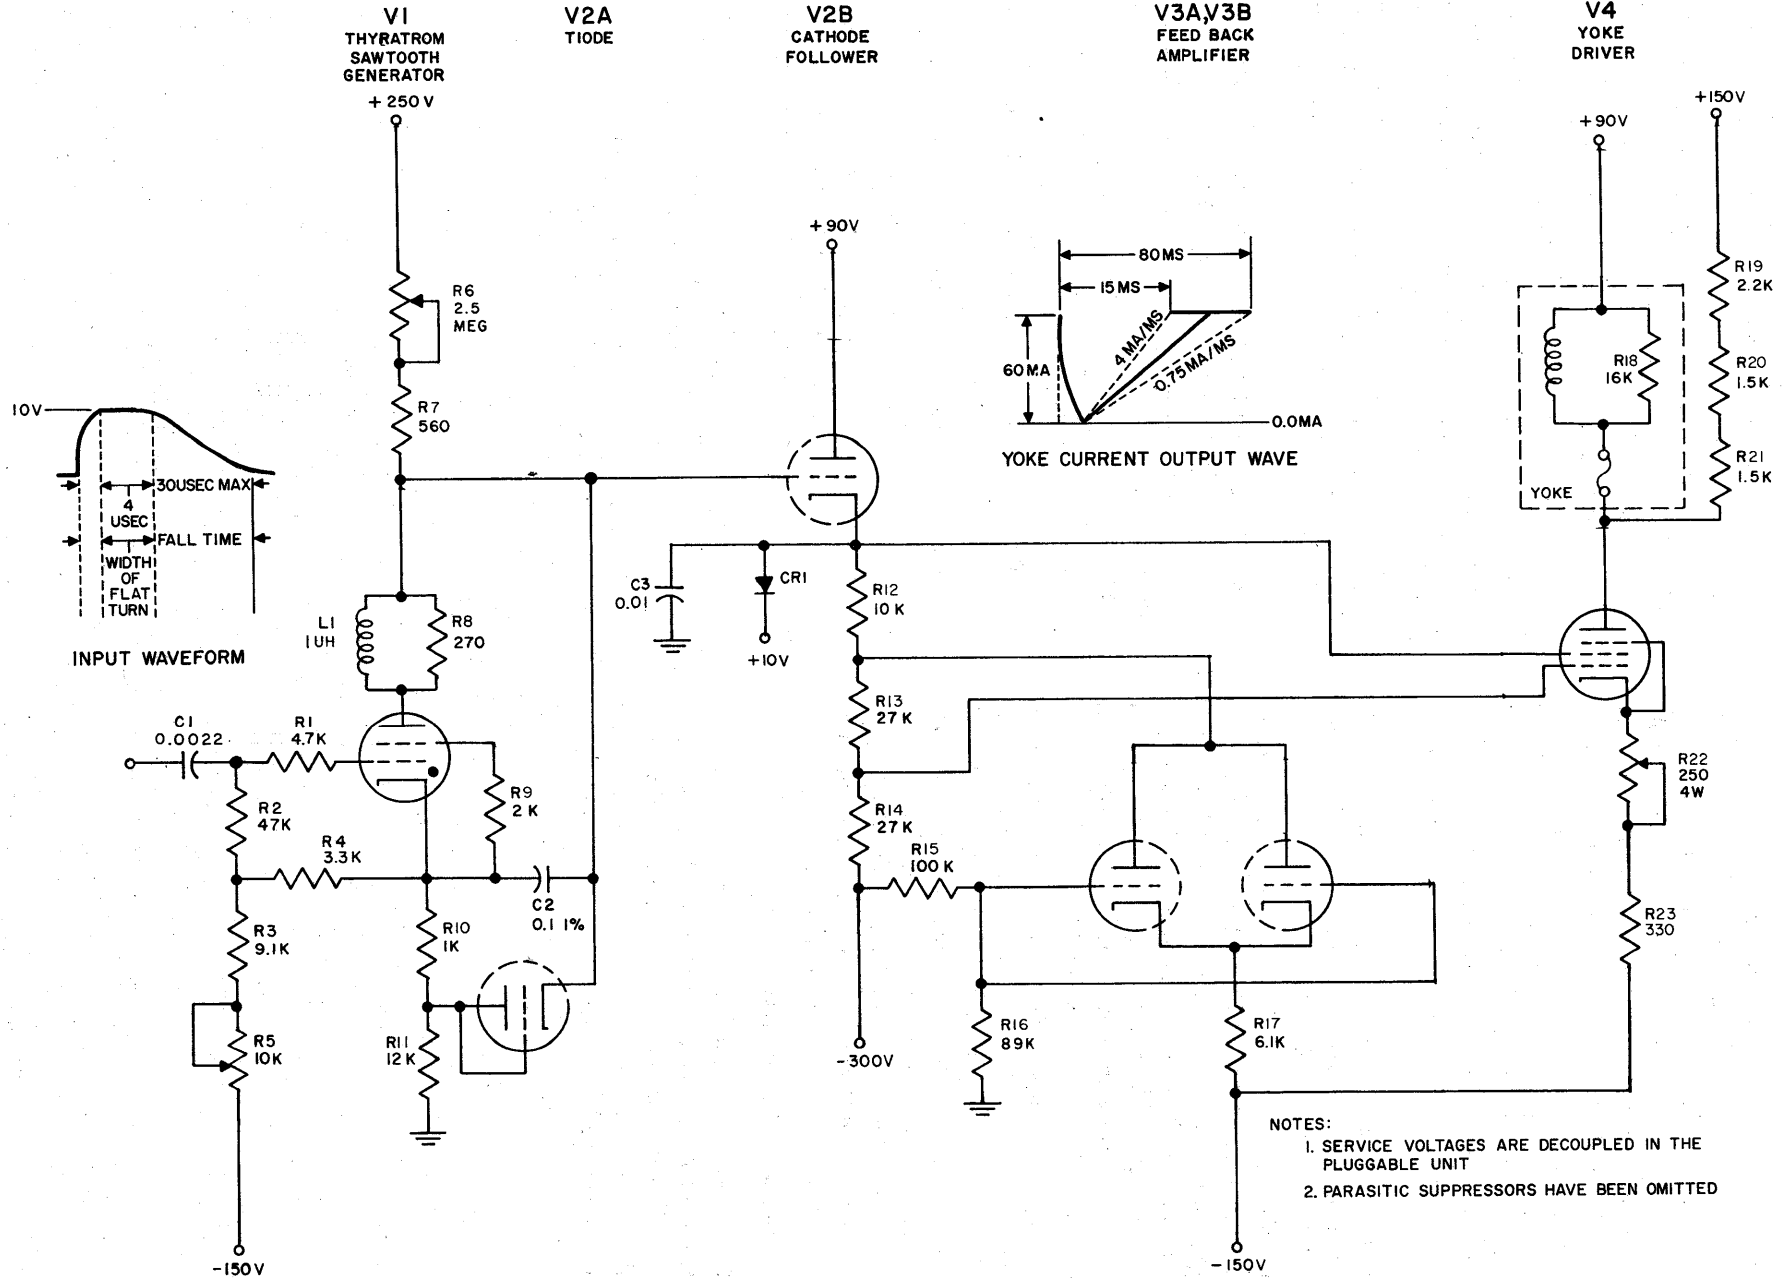 V1
THYRATROM
SAWTOOTH
GENERATOR
+250V
V2A
TIODE
V2B
CATHODE
FOLLOWER
V3A,V3B
FEED BACK
AMPLIFIER
V4
YOKE
DRIVER
+150V
+90V
+90V
R6
2.5
MEG
R7
560
10V
30USEC MAX
4
USEC
FALL TIME
WIDTH
OF
FLAT
TURN
INPUT WAVEFORM
L1
1UH
R8
270
C1
0.0022
R1
4.7K
R2
47K
R9
2K
R4
3.3K
C2
0.1 1%
R3
9.1K
R10
1K
R5
10K
R11
12K
-150V
C3
0.01
CR1
+10V
R12
10K
R13
27K
R14
27K
R15
100K
-300V
R16
89K
R17
6.1K
-150V
80MS
15MS
60MA
4MA/MS
0.75MA/MS
0.0MA
YOKE CURRENT OUTPUT WAVE
R19
2.2K
R18
16K
R20
1.5K
R21
1.5K
YOKE
R22
250
4W
R23
330
NOTES:
1. SERVICE VOLTAGES ARE DECOUPLED IN THE
PLUGGABLE UNIT
2. PARASITIC SUPPRESSORS HAVE BEEN OMITTED